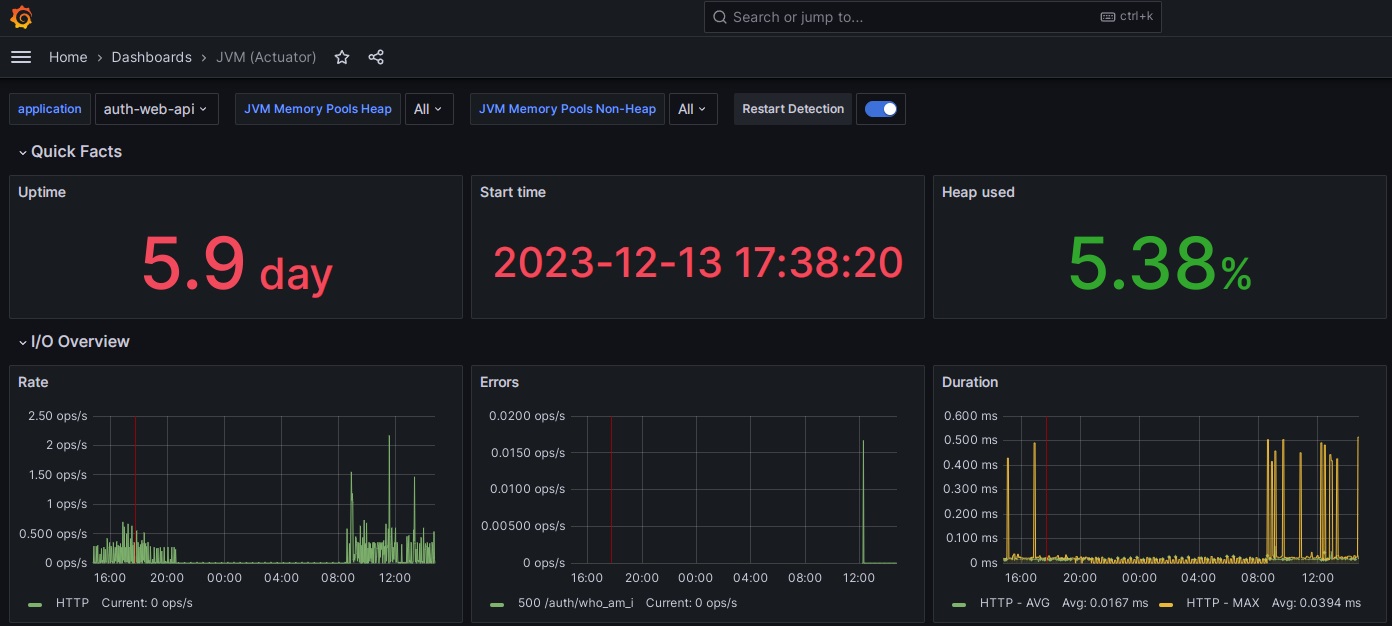 Search or jump to... ctrl+k
Home › Dashboards › JVM (Actuator)
application auth-web-api JVM Memory Pools Heap All JVM Memory Pools Non-Heap All Restart Detection
Quick Facts
Uptime
5.9 day
Start time
2023-12-13 17:38:20
Heap used
5.38%
I/O Overview
Rate
2.50 ops/s
2 ops/s
1.50 ops/s
1 ops/s
0.500 ops/s
0 ops/s
16:00 20:00 00:00 04:00 08:00 12:00
HTTP Current: 0 ops/s
Errors
0.0200 ops/s
0.0150 ops/s
0.0100 ops/s
0.00500 ops/s
0 ops/s
16:00 20:00 00:00 04:00 08:00 12:00
500 /auth/who_am_i Current: 0 ops/s
Duration
0.600 ms
0.500 ms
0.400 ms
0.300 ms
0.200 ms
0.100 ms
0 ms
16:00 20:00 00:00 04:00 08:00 12:00
HTTP - AVG Avg: 0.0167 ms HTTP - MAX Avg: 0.0394 ms